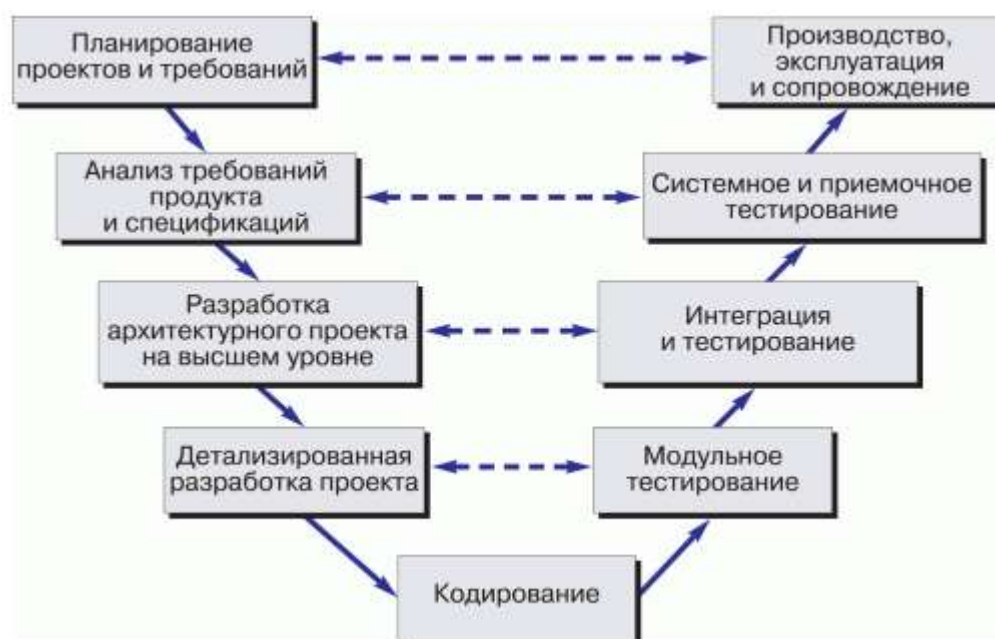 Планирование
проектов и требований
Производство,
эксплуатация
и сопровождение
Анализ требований
продукта
и спецификаций
Системное и приемочное
тестирование
Разработка
архитектурного проекта
на высшем уровне
Интеграция
и тестирование
Детализированная
разработка проекта
Модульное
тестирование
Кодирование